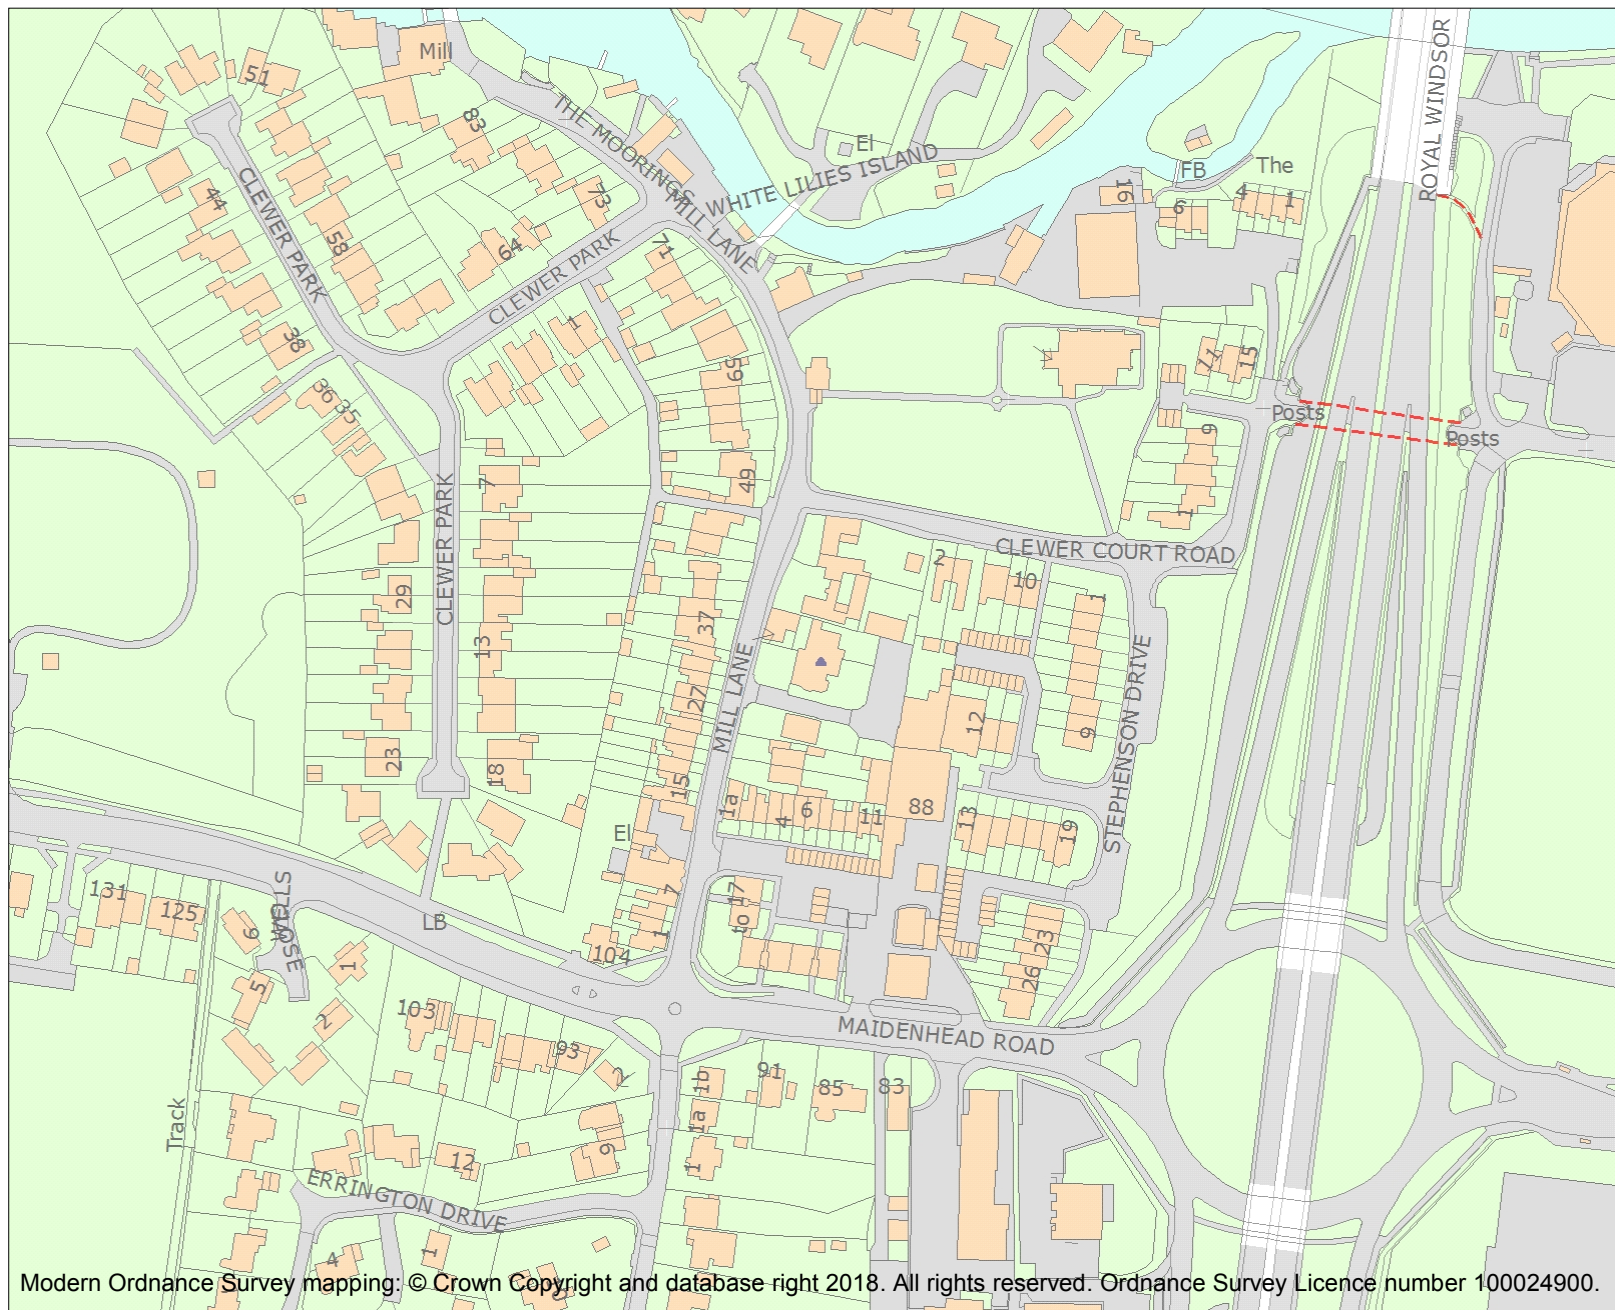 Mill
51
83
THE MOORINGS
El
WHITE LILIES ISLAND
ROYAL WINDSOR
FB
The
16
6
4
1
44
CLEWER PARK
58
73
64
CLEWER PARK
71
MILL LANE
38
1
36
35
69
11
15
Posts
Posts
7
49
9
1
CLEWER PARK
CLEWER COURT ROAD
2
10
1
29
13
37
27
MILL LANE
12
9
STEPHENSON DRIVE
23
18
15
1a
4
6
11
88
13
19
El
7
1
to 17
23
26
131
125
WELLS
CLOSE
6
1
5
2
LB
104
MAIDENHEAD ROAD
103
93
2
1b
1a
1
91
85
83
Track
12
9
ERRINGTON DRIVE
4
1
Modern Ordnance Survey mapping: © Crown Copyright and database right 2018. All rights reserved. Ordnance Survey Licence number 100024900.